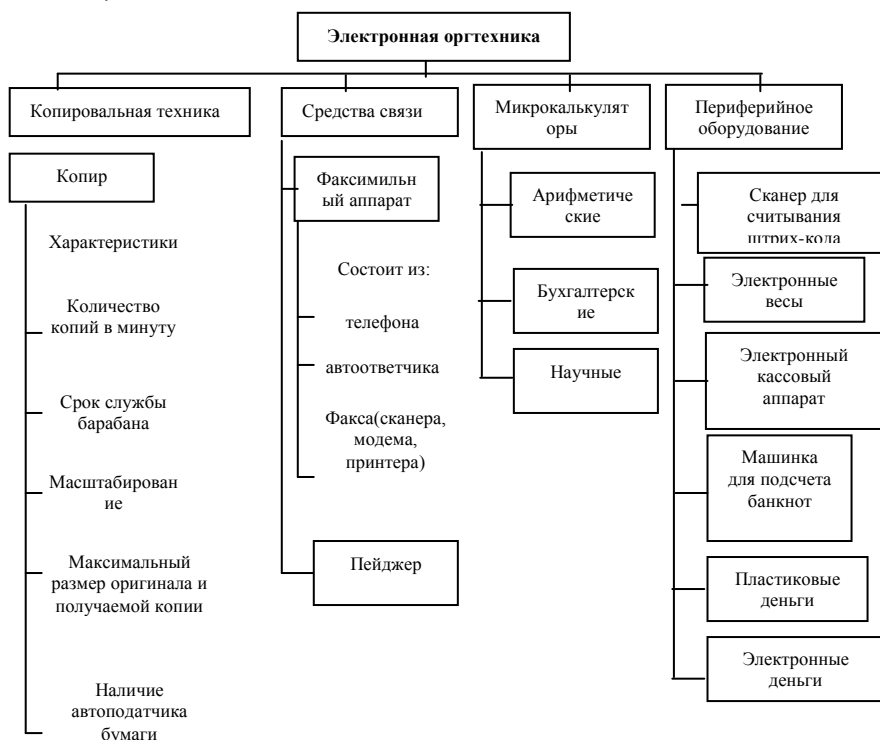 Электронная оргтехника
Копировальная техника
Копир
Характеристики
Количество
копий в минуту
Срок службы
барабана
Масштабирован
ие
Максимальный
размер оригинала и
получаемой копии
Наличие
автоподатчика
бумаги
Средства связи
Факсимильн
ый аппарат
Состоит из:
телефона
автоответчика
Факса(сканера,
модема,
принтера)
Пейджер
Микрокалькулят
оры
Арифметиче
ские
Бухгалтерск
ие
Научные
Периферийное
оборудование
Сканер для
считывания
штрих-кода
Электронные
весы
Электронный
кассовый
аппарат
Машинка
для подсчета
банкнот
Пластиковые
деньги
Электронные
деньги